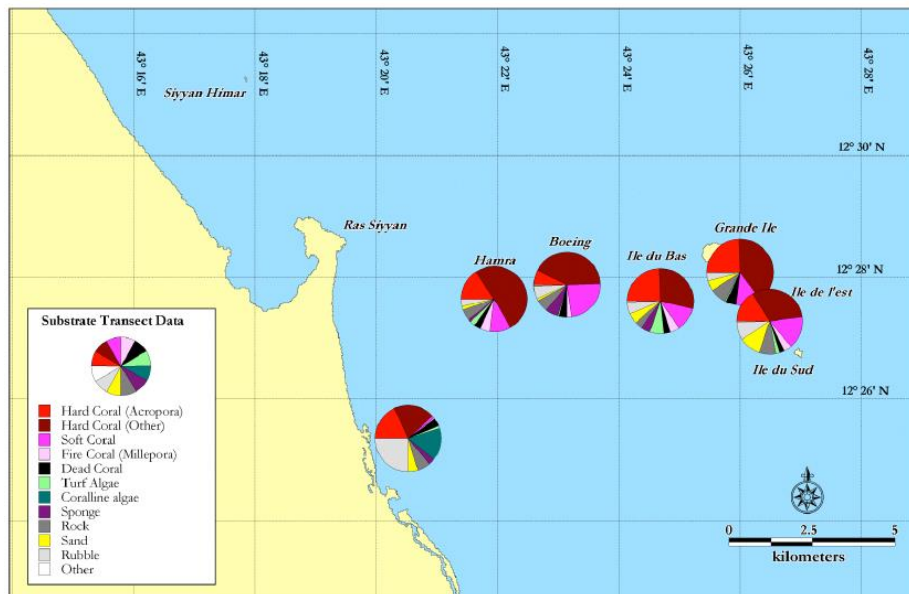 43° 16' E
43° 18' E
43° 20' E
43° 22' E
43° 24' E
43° 26' E
43° 28' E
Siyyan Himar
12° 30' N
Ras Siyyan
Grande Ile
Boeing
Ile du Bas
Hamra
12° 28' N
Ile de l'est
Ile du Sud
12° 26' N
Substrate Transect Data
Hard Coral (Acropora)
Hard Coral (Other)
Soft Coral
Fire Coral (Millepora)
Dead Coral
Turf Algae
Coralline algae
Sponge
Rock
Sand
Rubble
Other
0 2.5 5
kilometers